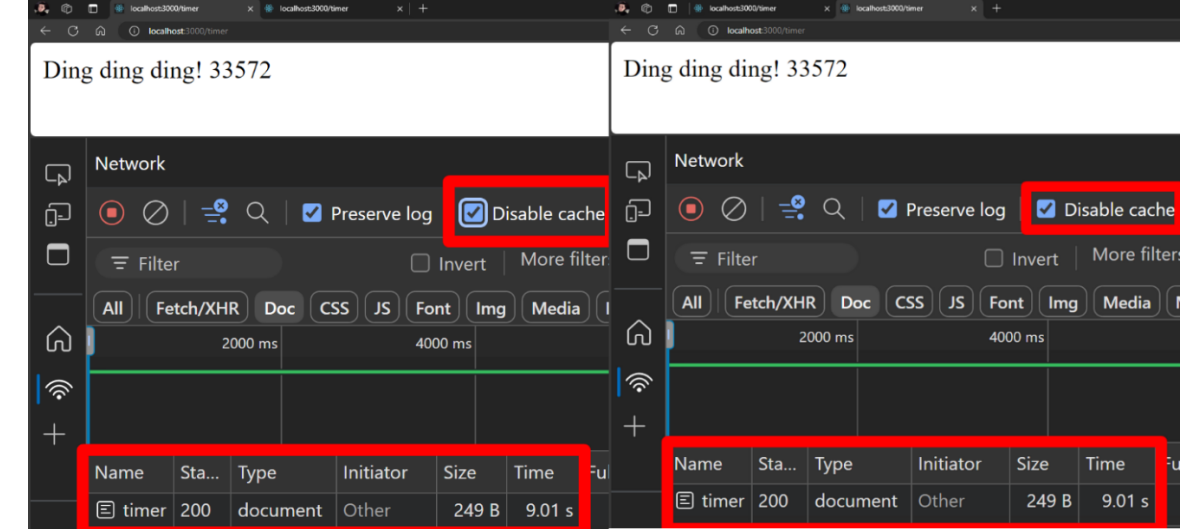 localhost:3000/timer × localhost:3000/timer × +
localhost:3000/timer
Ding ding ding! 33572
Network
Preserve log Disable cache
Filter Invert More filter
All Fetch/XHR Doc CSS JS Font Img Media
2000 ms 4000 ms
Name Sta... Type Initiator Size Time Fu
timer 200 document Other 249 B 9.01 s
localhost:3000/timer × localhost:3000/timer × +
localhost:3000/timer
Ding ding ding! 33572
Network
Preserve log Disable cache
Filter Invert More filters
All Fetch/XHR Doc CSS JS Font Img Media
2000 ms 4000 ms
Name Sta... Type Initiator Size Time Fu
timer 200 document Other 249 B 9.01 s